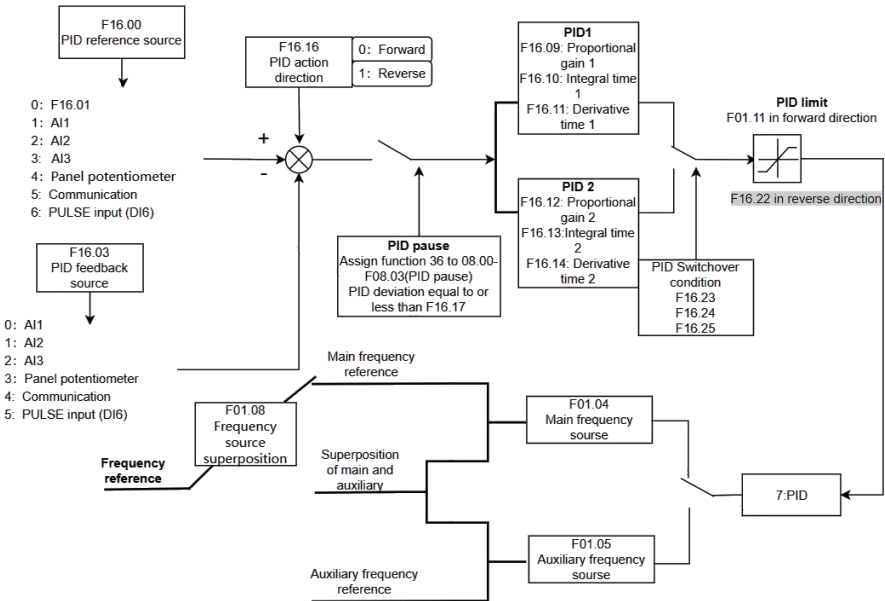 F16.00
PID reference source
0: F16.01
1: AI1
2: AI2
3: AI3
4: Panel potentiometer
5: Communication
6: PULSE input (DI6)
F16.03
PID feedback
source
0: AI1
1: AI2
2: AI3
3: Panel potentiometer
4: Communication
5: PULSE input (DI6)
F16.16
PID action
direction
0: Forward
1: Reverse
+
-
PID pause
Assign function 36 to 08.00-
F08.03(PID pause)
PID deviation equal to or
less than F16.17
PID1
F16.09: Proportional
gain 1
F16.10: Integral time
1
F16.11: Derivative
time 1
PID 2
F16.12: Proportional
gain 2
F16.13:Integral time
2
F16.14: Derivative
time 2
PID Switchover
condition
F16.23
F16.24
F16.25
PID limit
F01.11 in forward direction
F16.22 in reverse direction
Main frequency
reference
F01.08
Frequency
source
superposition
Frequency
reference
Superposition
of main and
auxiliary
Auxiliary frequency
reference
F01.04
Main frequency
sourse
F01.05
Auxiliary frequency
sourse
7:PID